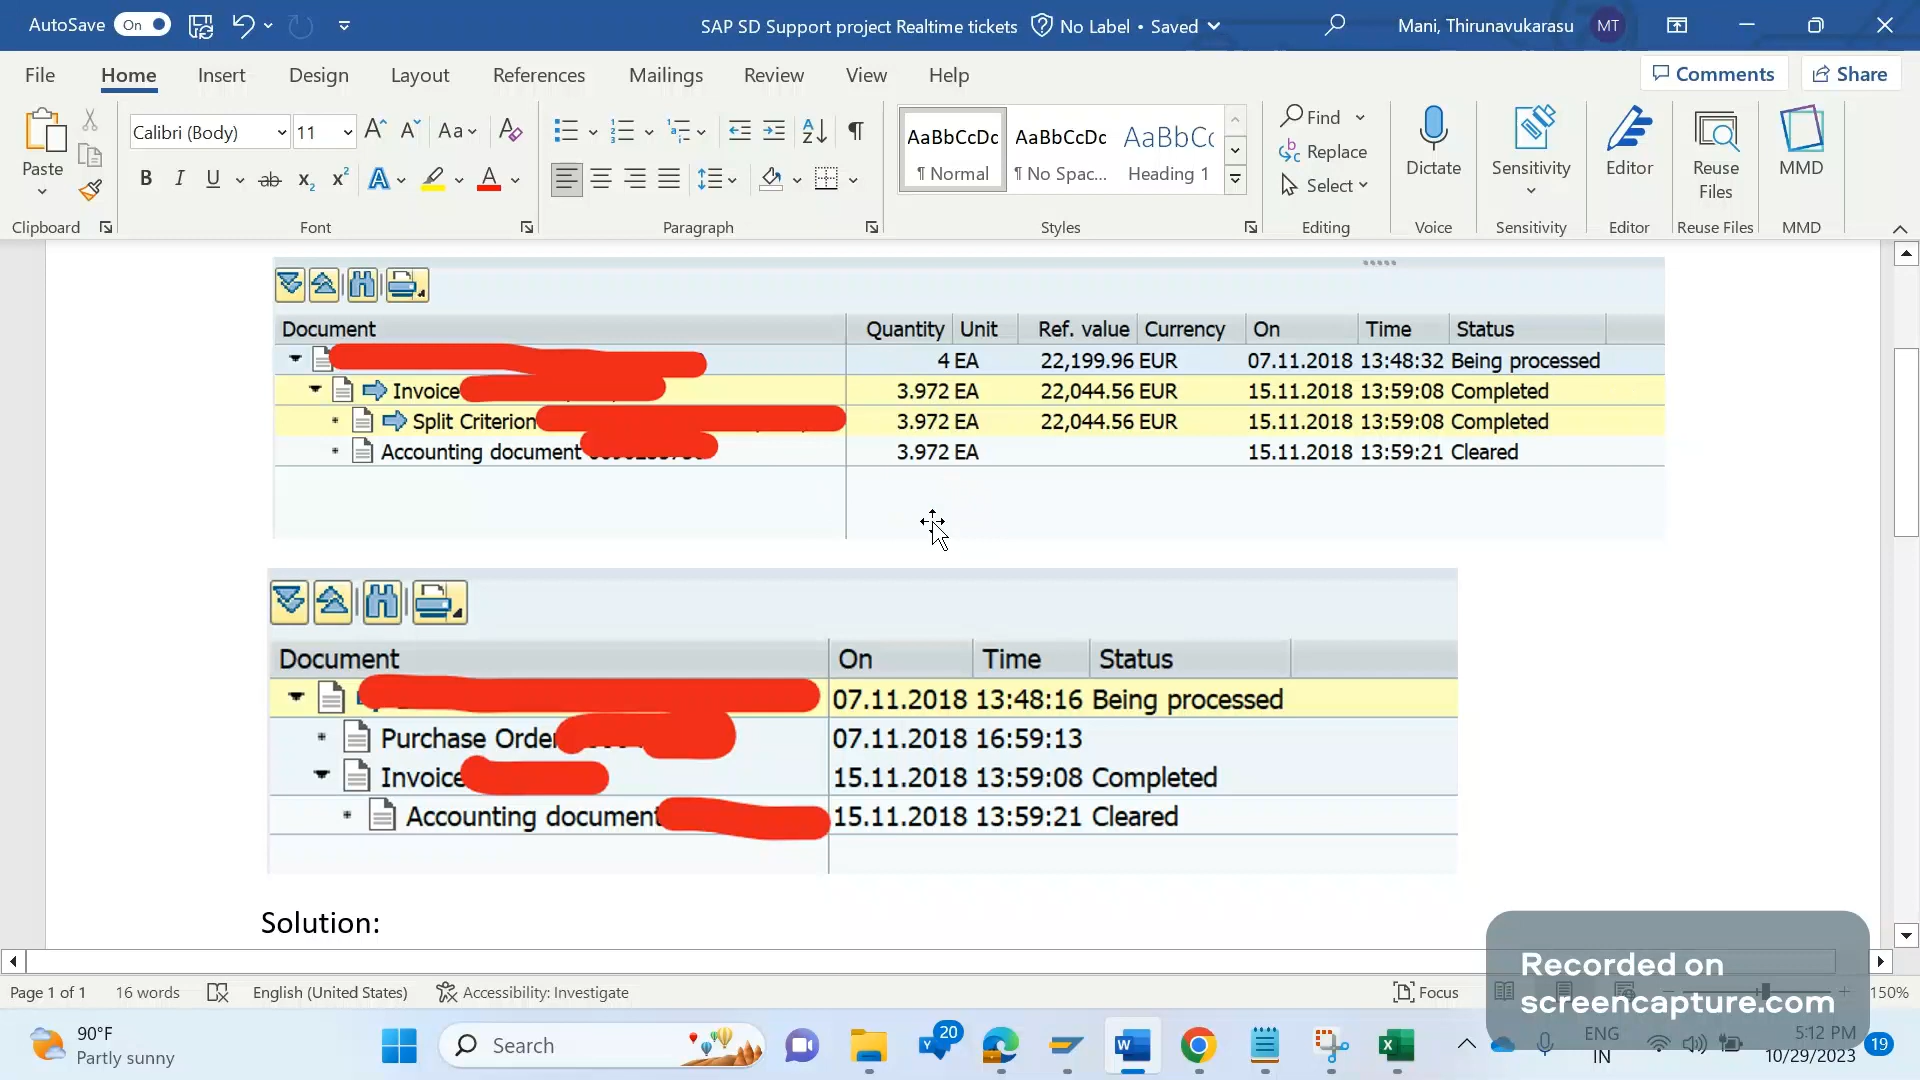 AutoSave On SAP SD Support project Realtime tickets No Label • Saved Mani, Thirunavukarasu MT
File Home Insert Design Layout References Mailings Review View Help Comments Share
Paste
Calibri (Body) 11 Aa
B I U ab x2 x2 A A
AaBbCcDc AaBbCcDc AaBbCc
¶ Normal ¶ No Spac... Heading 1
Find
Replace
Select
Dictate
Sensitivity
Editor
Reuse
Files
MMD
Clipboard Font Paragraph Styles Editing Voice Sensitivity Editor Reuse Files MMD
Document Quantity Unit Ref. value Currency On Time Status
4 EA 22,199.96 EUR 07.11.2018 13:48:32 Being processed
Invoice 3.972 EA 22,044.56 EUR 15.11.2018 13:59:08 Completed
Split Criterion 3.972 EA 22,044.56 EUR 15.11.2018 13:59:08 Completed
Accounting document 3.972 EA 15.11.2018 13:59:21 Cleared
Document On Time Status
07.11.2018 13:48:16 Being processed
Purchase Order 07.11.2018 16:59:13
Invoice 15.11.2018 13:59:08 Completed
Accounting document 15.11.2018 13:59:21 Cleared
Solution:
Recorded on
screencapture.com
Page 1 of 1 16 words English (United States) Accessibility: Investigate Focus 150%
90°F
Partly sunny
Search
20
ENG
IN
5:12 PM
10/29/2023
19